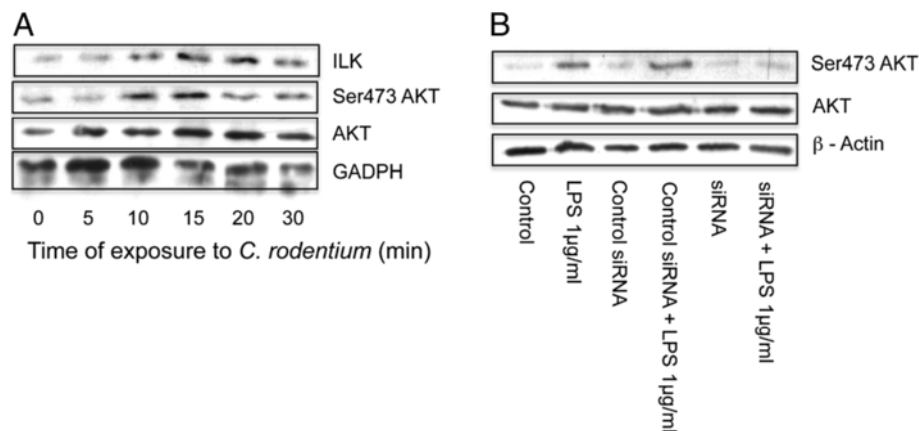 A
ILK
Ser473 AKT
AKT
GADPH
0 5 10 15 20 30
Time of exposure to C. rodentium (min)
B
Ser473 AKT
AKT
β - Actin
Control
LPS 1µg/ml
Control siRNA
Control siRNA + LPS 1µg/ml
siRNA
siRNA + LPS 1µg/ml